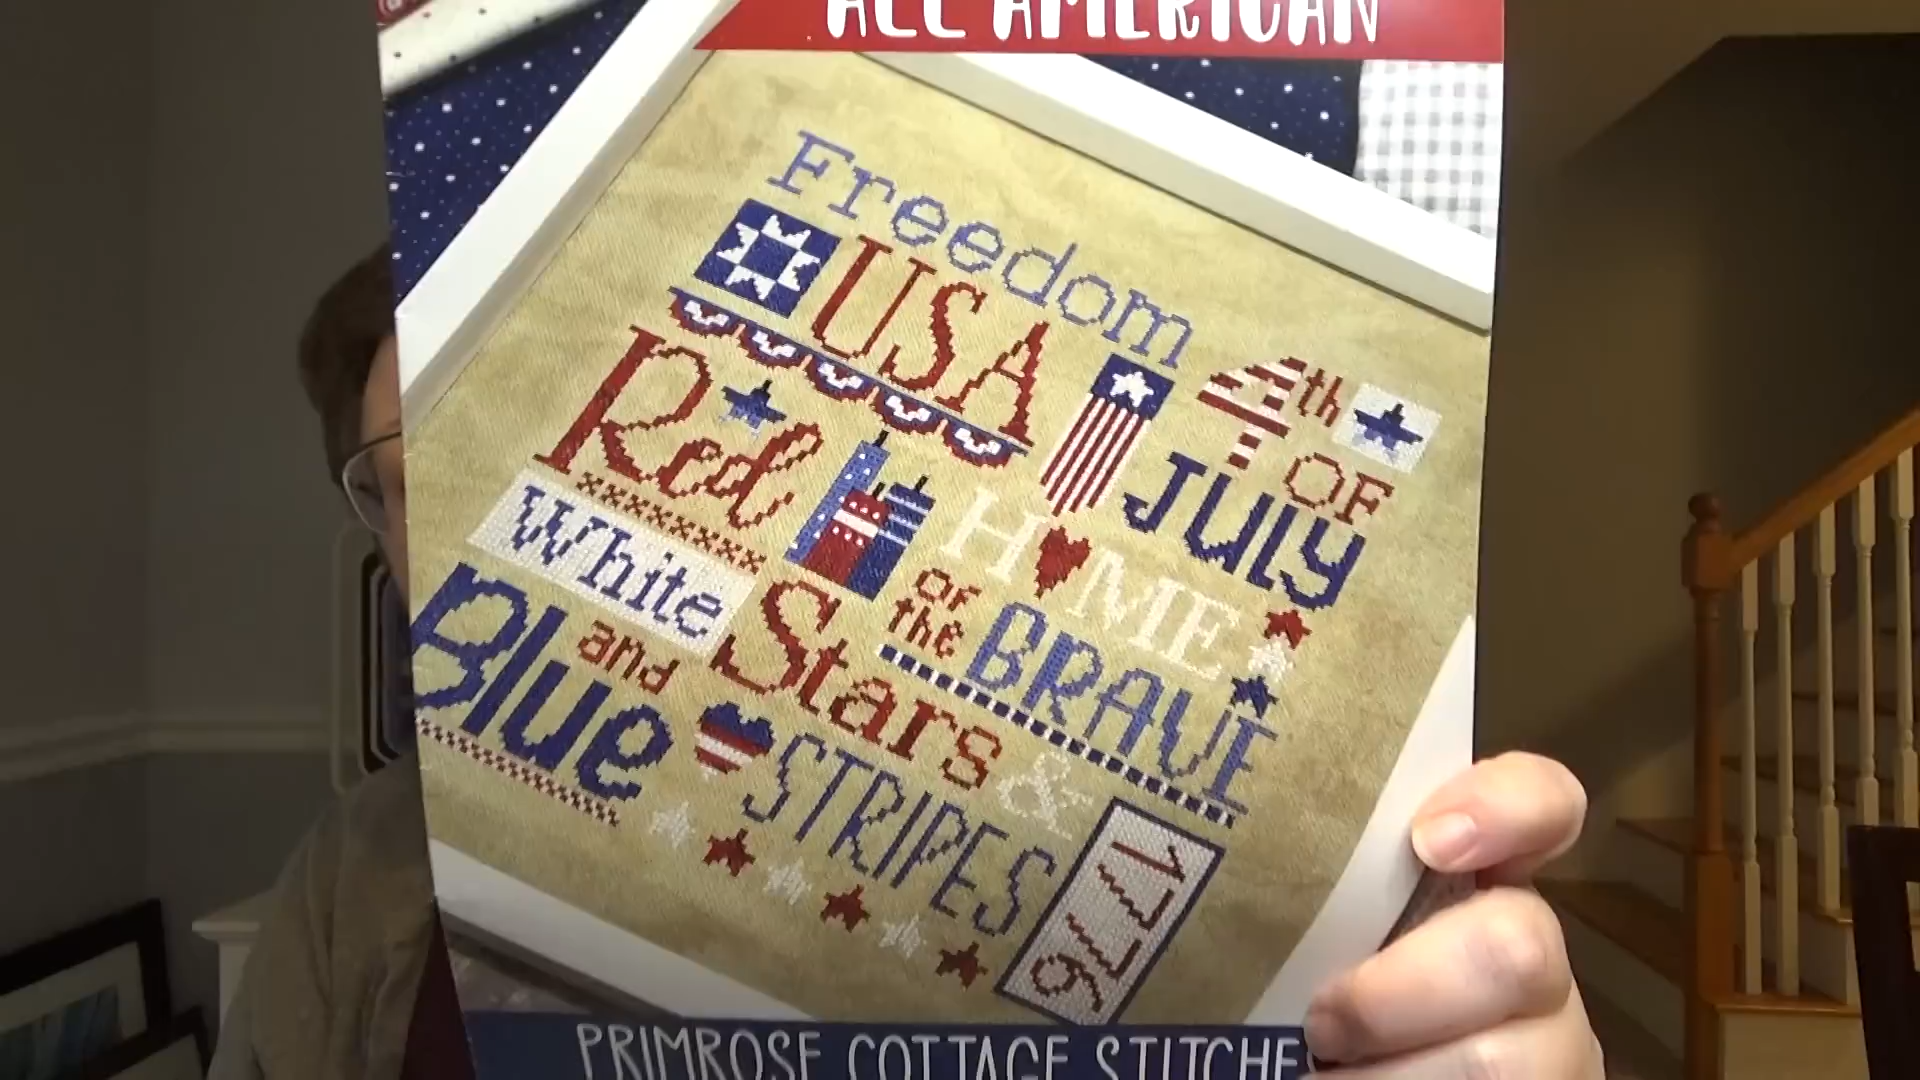 ALL AMERICAN
Freedom
USA
4th
OF
JULY
Red
White
and
Blue
HOME
OF
the
BRAVE
Stars
&
STRIPES
1776
PRIMROSE COTTAGE STITCHE